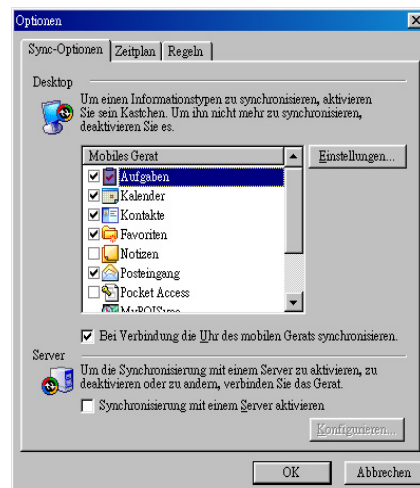 Optionen
Sync-Optionen Zeitplan Regeln
Desktop
Um einen Informationstypen zu synchronisieren, aktivieren
Sie sein Kastchen. Um ihn nicht mehr zu synchronisieren,
deaktivieren Sie es.
Mobiles Gerat
Einstellungen...
Aufgaben
Kalender
Kontakte
Favoriten
Notizen
Posteingang
Pocket Access
Bei Verbindung die Uhr des mobilen Gerats synchronisieren.
Server
Um die Synchronisierung mit einem Server zu aktivieren, zu
deaktivieren oder zu andern, verbinden Sie das Gerat.
Synchronisierung mit einem Server aktivieren
Konfigurieren...
OK Abbrechen